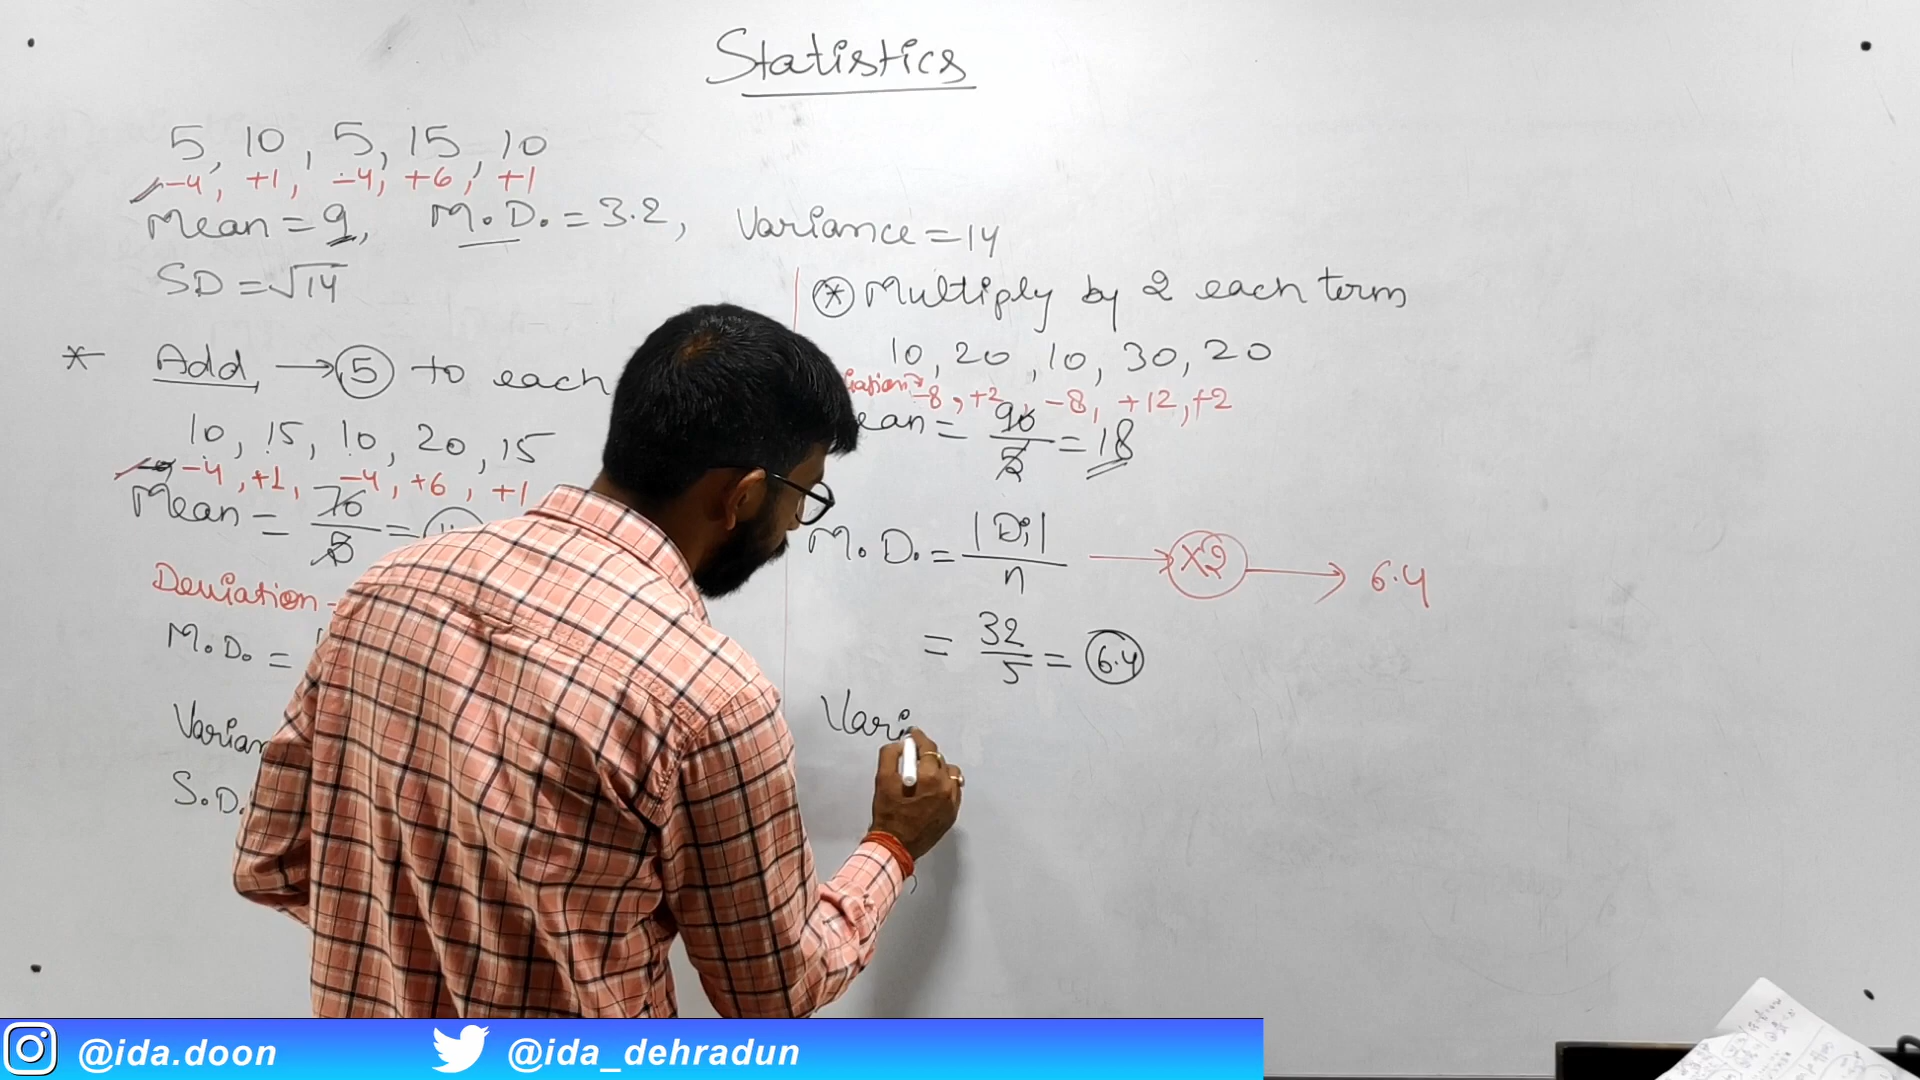 Statistics
5, 10, 5, 15, 10
-4, +1, -4, +6, +1
Mean = 9, M.D. = 3.2, Variance = 14
SD = √14
* Add → 5 to each
10, 15, 10, 20, 15
-4, +1, -4, +6, +1
Mean = 70/5 =
Deviation -
M.D. =
Varian
S.D.
* Multiply by 2 each term
10, 20, 10, 30, 20
-8, +2, -8, +12, +2
ean = 90/5 = 18
M.D. = |Di|/n → ×2 → 6.4
= 32/5 = 6.4
Vari
@ida.doon
@ida_dehradun